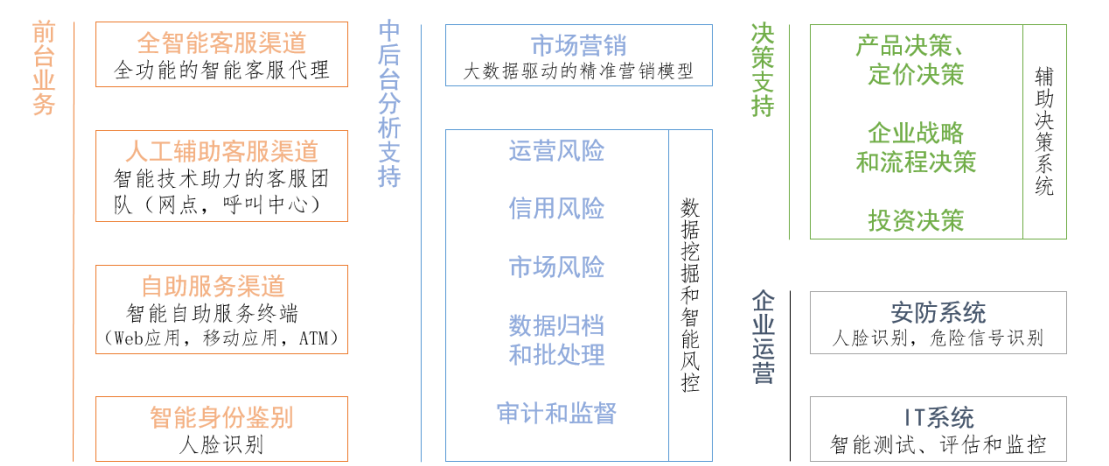 前台业务
全智能客服渠道
全功能的智能客服代理
人工辅助客服渠道
智能技术助力的客服团
队（网点，呼叫中心）
自助服务渠道
智能自助服务终端
（Web应用，移动应用，ATM）
智能身份鉴别
人脸识别
中后台分析支持
市场营销
大数据驱动的精准营销模型
运营风险
信用风险
市场风险
数据归档
和批处理
审计和监督
数据挖掘和智能风控
决策支持
产品决策、
定价决策
企业战略
和流程决策
投资决策
辅助决策系统
企业运营
安防系统
人脸识别，危险信号识别
IT系统
智能测试、评估和监控